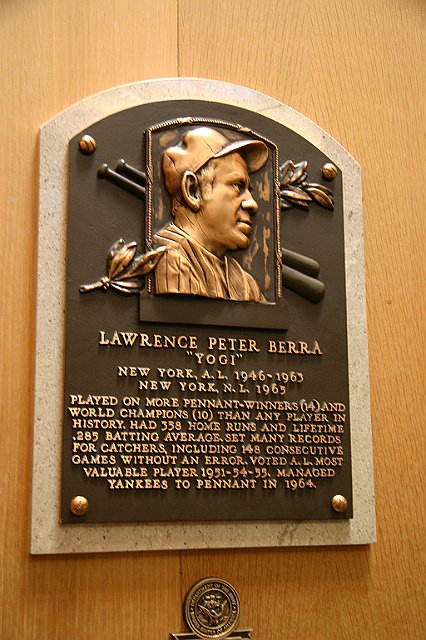 LAWRENCE PETER BERRA
"YOGI"
NEW YORK, A.L. 1946-1963
NEW YORK, N.L. 1965
PLAYED ON MORE PENNANT-WINNERS (14) AND
WORLD CHAMPIONS (10) THAN ANY PLAYER IN
HISTORY. HAD 358 HOME RUNS AND LIFETIME
.285 BATTING AVERAGE. SET MANY RECORDS
FOR CATCHERS, INCLUDING 148 CONSECUTIVE
GAMES WITHOUT AN ERROR. VOTED A.L. MOST
VALUABLE PLAYER 1951-54-55. MANAGED
YANKEES TO PENNANT IN 1964.